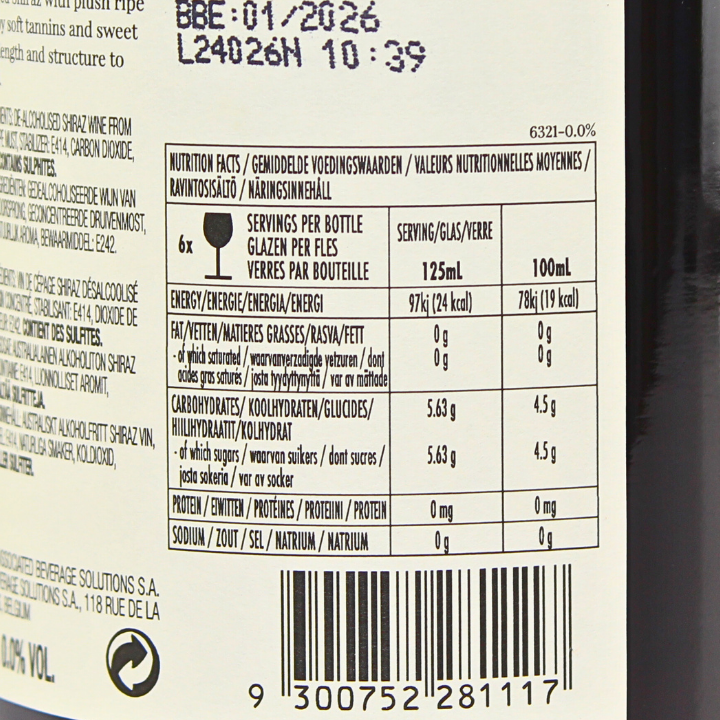 with plush ripe
soft tannins and sweet
and structure to
BBE:01/2026
L24026N 10:39
6321-0.0%
DE-ALCOHOLISED SHIRAZ WINE FROM
MUST, STABILIZER: E414, CARBON DIOXIDE,
CONTAINS SULPHITES.
GEDEALCOHOLISEERDE WIJN VAN
GECONCENTREERDE DRUIVENMOST,
AROMA, BEWAARMIDDEL: E242.
VIN DE CÉPAGE SHIRAZ DÉSALCOOLISÉ
CONCENTRÉ, STABILISANT: E414, DIOXIDE DE
CONTIENT DES SULFITES.
ALKOHOLITON SHIRAZ
LUONNOLLISET AROMIT,
ALKOHOLFRITT SHIRAZ VIN,
SMAKER, KOLDIOXID,
NUTRITION FACTS / GEMIDDELDE VOEDINGSWAARDEN / VALEURS NUTRITIONNELLES MOYENNES /
RAVINTOSISÄLTÖ / NÄRINGSINNEHÅLL
6x
SERVINGS PER BOTTLE
GLAZEN PER FLES
VERRES PAR BOUTEILLE
SERVING/GLAS/VERRE
125mL 100mL
ENERGY/ENERGIE/ENERGIA/ENERGI 97kj (24 kcal) 78kj (19 kcal)
FAT/VETTEN/MATIERES GRASSES/RASVA/FETT 0 g 0 g
- of which saturated / waarvanverzadigde vetzuren / dont 0 g 0 g
acides gras saturés / josta tyydyttynyttä / var av mättade
CARBOHYDRATES/ KOOLHYDRATEN/GLUCIDES/ 5.63 g 4.5 g
HIILIHYDRAATIT/KOLHYDRAT
- of which sugars / waarvan suikers / dont sucres / 5.63 g 4.5 g
josta sokeria / var av socker
PROTEIN / EIWITTEN / PROTÉINES / PROTEIINI / PROTEIN 0 mg 0 mg
SODIUM / ZOUT / SEL / NATRIUM / NATRIUM 0 g 0 g
ASSOCIATED BEVERAGE SOLUTIONS S.A.
BEVERAGE SOLUTIONS S.A., 118 RUE DE LA
BELGIUM
0.0% VOL.
9 300752 281117